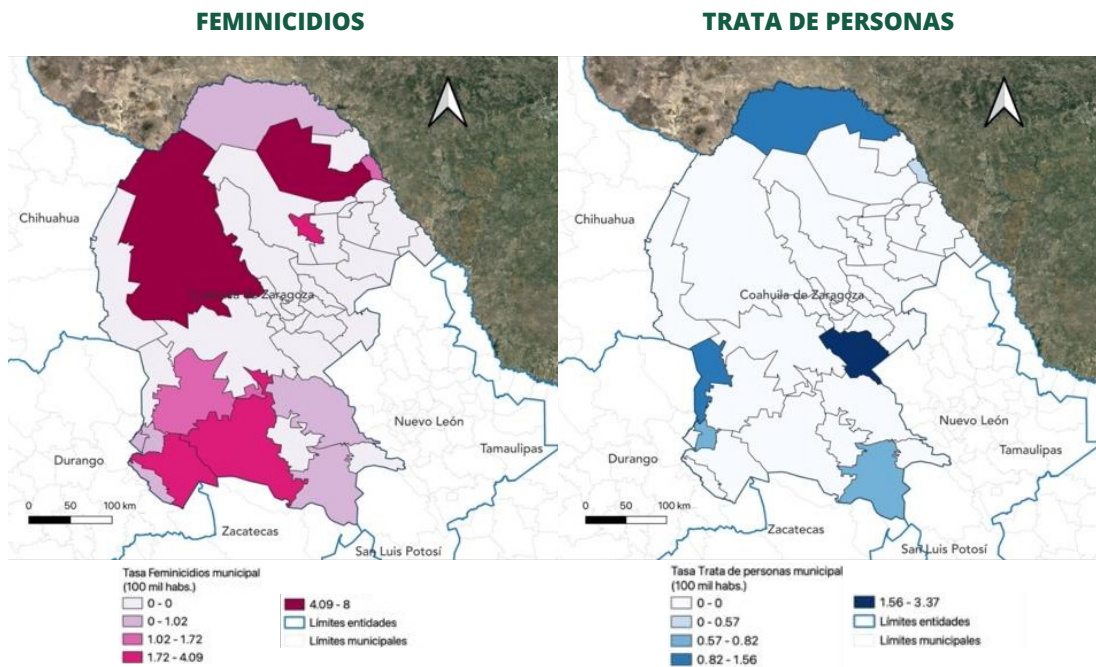 FEMINICIDIOS
Chihuahua
Coahuila de Zaragoza
Nuevo León
Tamaulipas
Durango
0 50 100 km
Zacatecas
San Luis Potosí
Tasa Feminicidios municipal
(100 mil habs.)
0 - 0
0 - 1.02
1.02 - 1.72
1.72 - 4.09
4.09 - 8
Límites entidades
Límites municipales
TRATA DE PERSONAS
Chihuahua
Coahuila de Zaragoza
Nuevo León
Tamaulipas
Durango
0 50 100 km
Zacatecas
San Luis Potosí
Tasa Trata de personas municipal
(100 mil habs.)
0 - 0
0 - 0.57
0.57 - 0.82
0.82 - 1.56
1.56 - 3.37
Límites entidades
Límites municipales